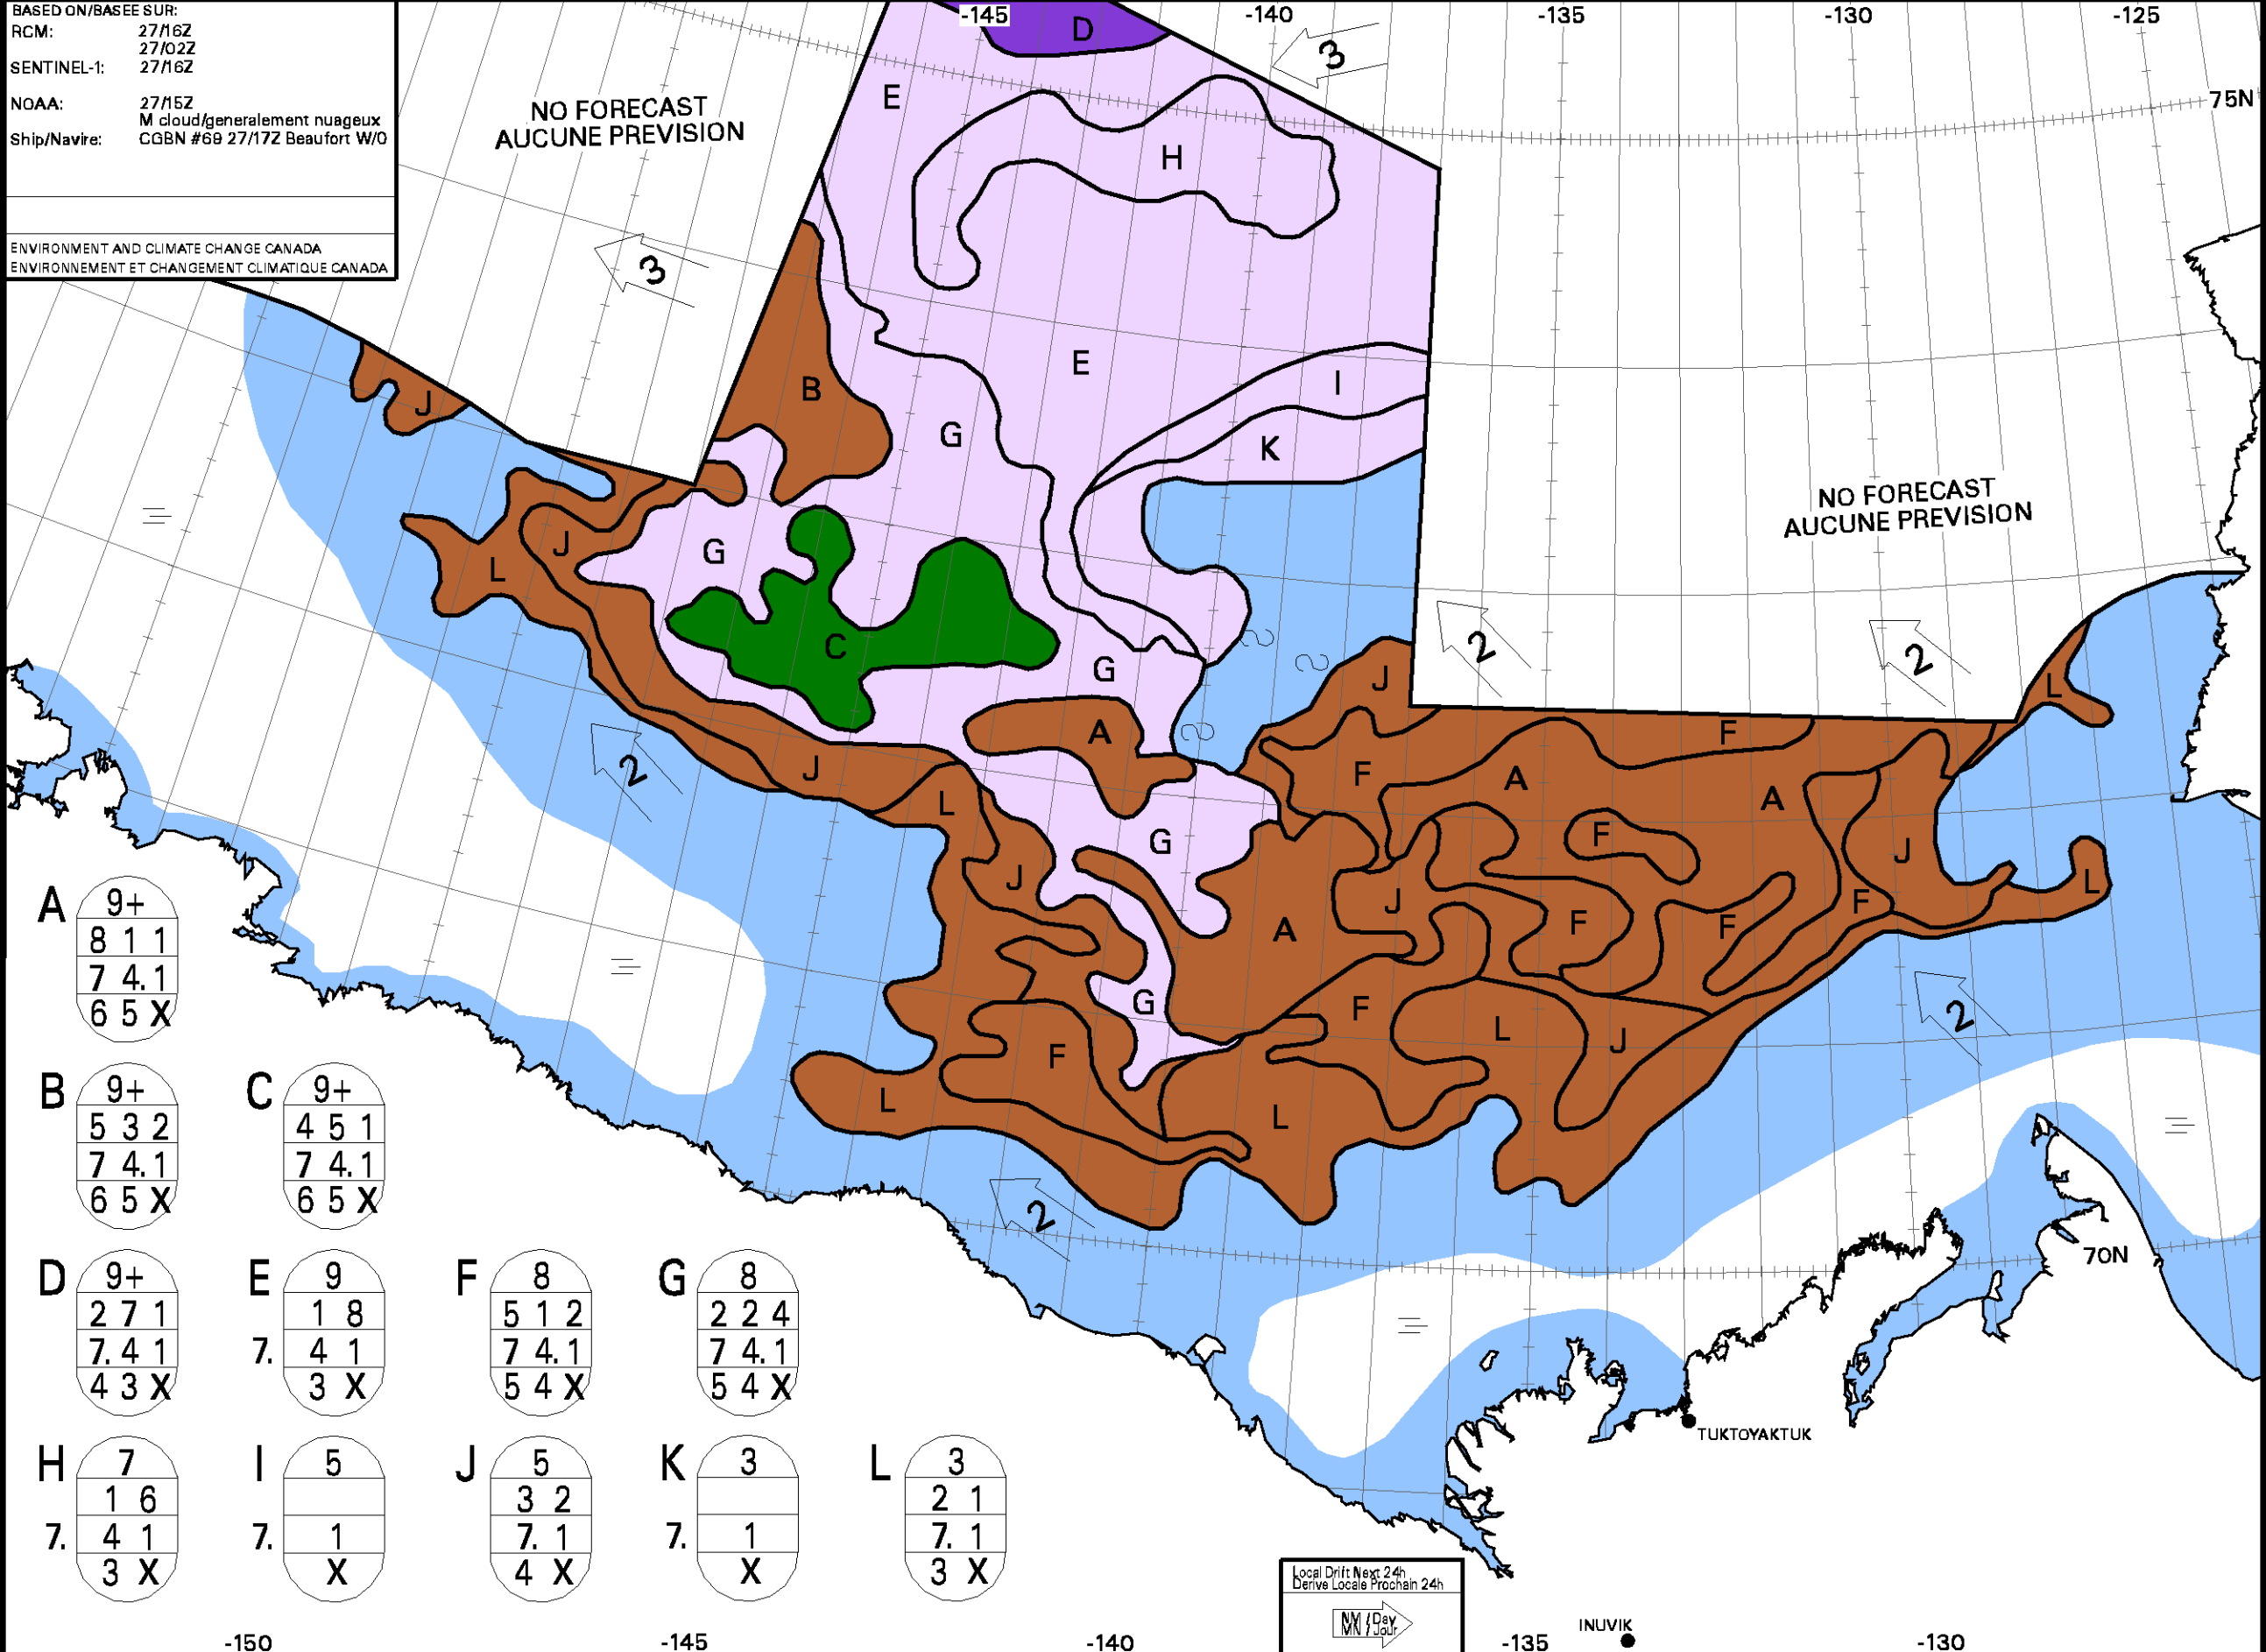 BASED ON/BASEE SUR:
RCM: 27/16Z
27/02Z
SENTINEL-1: 27/16Z
NOAA: 27/15Z
M cloud/generalement nuageux
Ship/Navire: CGBN #69 27/17Z Beaufort W/O
ENVIRONMENT AND CLIMATE CHANGE CANADA
ENVIRONNEMENT ET CHANGEMENT CLIMATIQUE CANADA
-145 -140 -135 -130 -125
D
3
E
75N
NO FORECAST
AUCUNE PREVISION
H
3
E
I
B
J
G
K
NO FORECAST
AUCUNE PREVISION
G
J
L
C
2
2
G
J
L
A
F
J
F
A
A
2
L
G
F
J
J
J
F
L
A
F
F
G
F
L
J
2
F
L
L
2
70N
TUKTOYAKTUK
A
9+
8 1 1
7 4. 1
6 5 X
B
9+
5 3 2
7 4. 1
6 5 X
C
9+
4 5 1
7 4. 1
6 5 X
D
9+
2 7 1
7. 4 1
4 3 X
E
9
1 8
7. 4 1
3 X
F
8
5 1 2
7 4. 1
5 4 X
G
8
2 2 4
7 4. 1
5 4 X
H
7
1 6
7. 4 1
3 X
I
5
7. 1
X
J
5
3 2
7. 1
4 X
K
3
7. 1
X
L
3
2 1
7. 1
3 X
Local Drift Next 24h
Derive Locale Prochain 24h
NM / Day
MN / Jour
INUVIK
-150 -145 -140 -135 -130